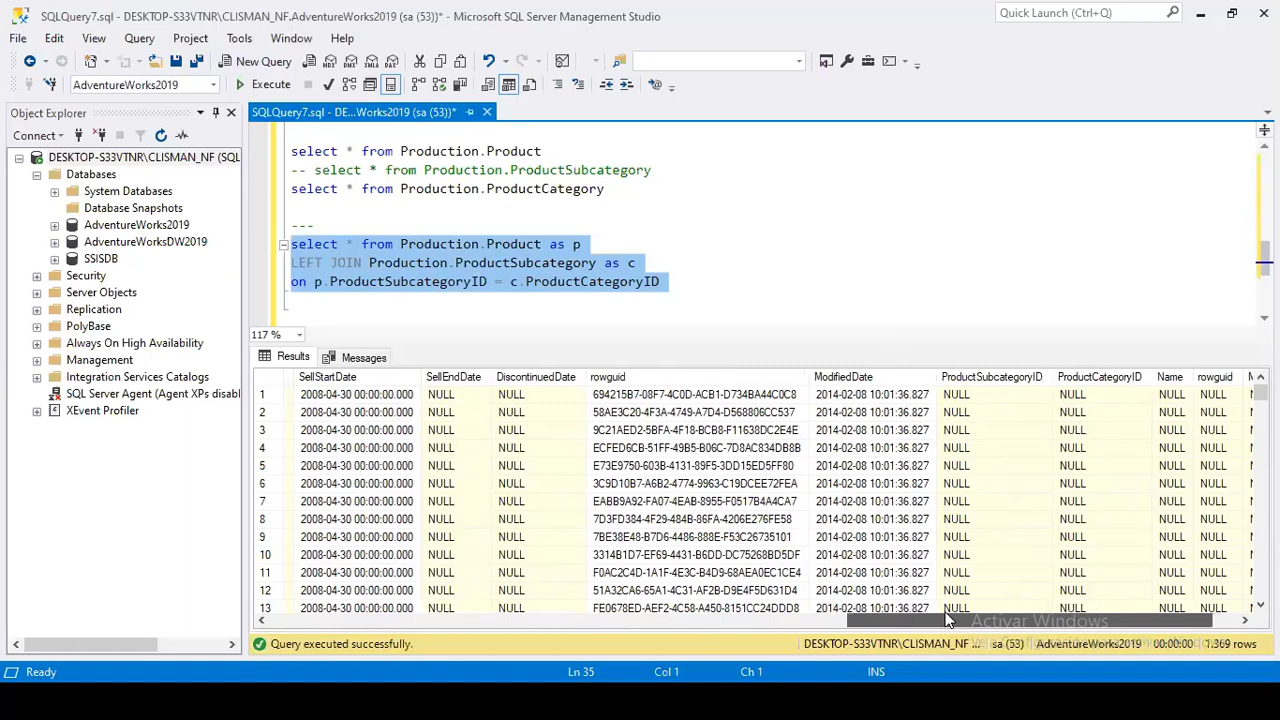 SQLQuery7.sql - DESKTOP-S33VTNR\CLISMAN_NF.AdventureWorks2019 (sa (53))* - Microsoft SQL Server Management Studio
Quick Launch (Ctrl+Q)
File Edit View Query Project Tools Window Help
New Query
MDX DMX XMLA DAX
AdventureWorks2019 Execute
Object Explorer
SQLQuery7.sql - DE...Works2019 (sa (53))*
Connect
DESKTOP-S33VTNR\CLISMAN_NF (SQL
Databases
System Databases
Database Snapshots
AdventureWorks2019
AdventureWorksDW2019
SSISDB
Security
Server Objects
Replication
PolyBase
Always On High Availability
Management
Integration Services Catalogs
SQL Server Agent (Agent XPs disabl
XEvent Profiler
select * from Production.Product
-- select * from Production.ProductSubcategory
select * from Production.ProductCategory
---
select * from Production.Product as p
LEFT JOIN Production.ProductSubcategory as c
on p.ProductSubcategoryID = c.ProductCategoryID
117 %
Results Messages
SellStartDate SellEndDate DiscontinuedDate rowguid ModifiedDate ProductSubcategoryID ProductCategoryID Name rowguid M
1 2008-04-30 00:00:00.000 NULL NULL 694215B7-08F7-4C0D-ACB1-D734BA44C0C8 2014-02-08 10:01:36.827 NULL NULL NULL NULL N
2 2008-04-30 00:00:00.000 NULL NULL 58AE3C20-4F3A-4749-A7D4-D568806CC537 2014-02-08 10:01:36.827 NULL NULL NULL NULL N
3 2008-04-30 00:00:00.000 NULL NULL 9C21AED2-5BFA-4F18-BCB8-F11638DC2E4E 2014-02-08 10:01:36.827 NULL NULL NULL NULL N
4 2008-04-30 00:00:00.000 NULL NULL ECFED6CB-51FF-49B5-B06C-7D8AC834DB8B 2014-02-08 10:01:36.827 NULL NULL NULL NULL N
5 2008-04-30 00:00:00.000 NULL NULL E73E9750-603B-4131-89F5-3DD15ED5FF80 2014-02-08 10:01:36.827 NULL NULL NULL NULL N
6 2008-04-30 00:00:00.000 NULL NULL 3C9D10B7-A6B2-4774-9963-C19DCEE72FEA 2014-02-08 10:01:36.827 NULL NULL NULL NULL N
7 2008-04-30 00:00:00.000 NULL NULL EABB9A92-FA07-4EAB-8955-F0517B4A4CA7 2014-02-08 10:01:36.827 NULL NULL NULL NULL N
8 2008-04-30 00:00:00.000 NULL NULL 7D3FD384-4F29-484B-86FA-4206E276FE58 2014-02-08 10:01:36.827 NULL NULL NULL NULL N
9 2008-04-30 00:00:00.000 NULL NULL 7BE38E48-B7D6-4486-888E-F53C26735101 2014-02-08 10:01:36.827 NULL NULL NULL NULL N
10 2008-04-30 00:00:00.000 NULL NULL 3314B1D7-EF69-4431-B6DD-DC75268BD5DF 2014-02-08 10:01:36.827 NULL NULL NULL NULL N
11 2008-04-30 00:00:00.000 NULL NULL F0AC2C4D-1A1F-4E3C-B4D9-68AEA0EC1CE4 2014-02-08 10:01:36.827 NULL NULL NULL NULL N
12 2008-04-30 00:00:00.000 NULL NULL 51A32CA6-65A1-4C31-AF2B-D9E4F5D631D4 2014-02-08 10:01:36.827 NULL NULL NULL NULL N
13 2008-04-30 00:00:00.000 NULL NULL FE0678ED-AEF2-4C58-A450-8151CC24DDD8 2014-02-08 10:01:36.827 NULL NULL NULL NULL N
Activar Windows
Query executed successfully. DESKTOP-S33VTNR\CLISMAN_NF ... sa (53) AdventureWorks2019 00:00:00 1.369 rows
Ready Ln 35 Col 1 Ch 1 INS